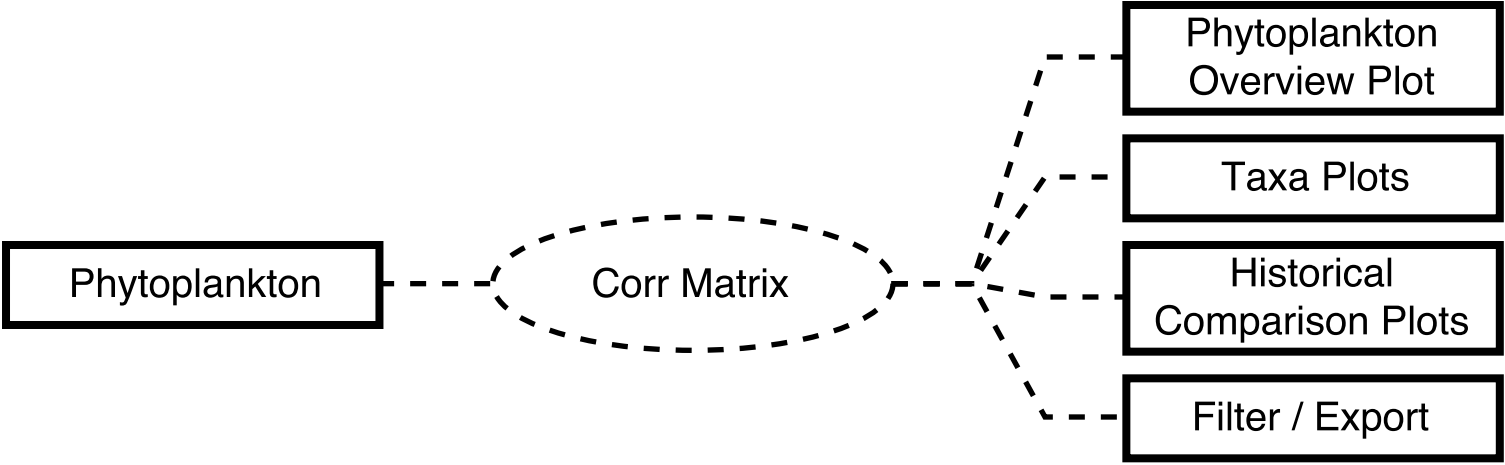 Phytoplankton
Corr Matrix
Phytoplankton
Overview Plot
Taxa Plots
Historical
Comparison Plots
Filter / Export